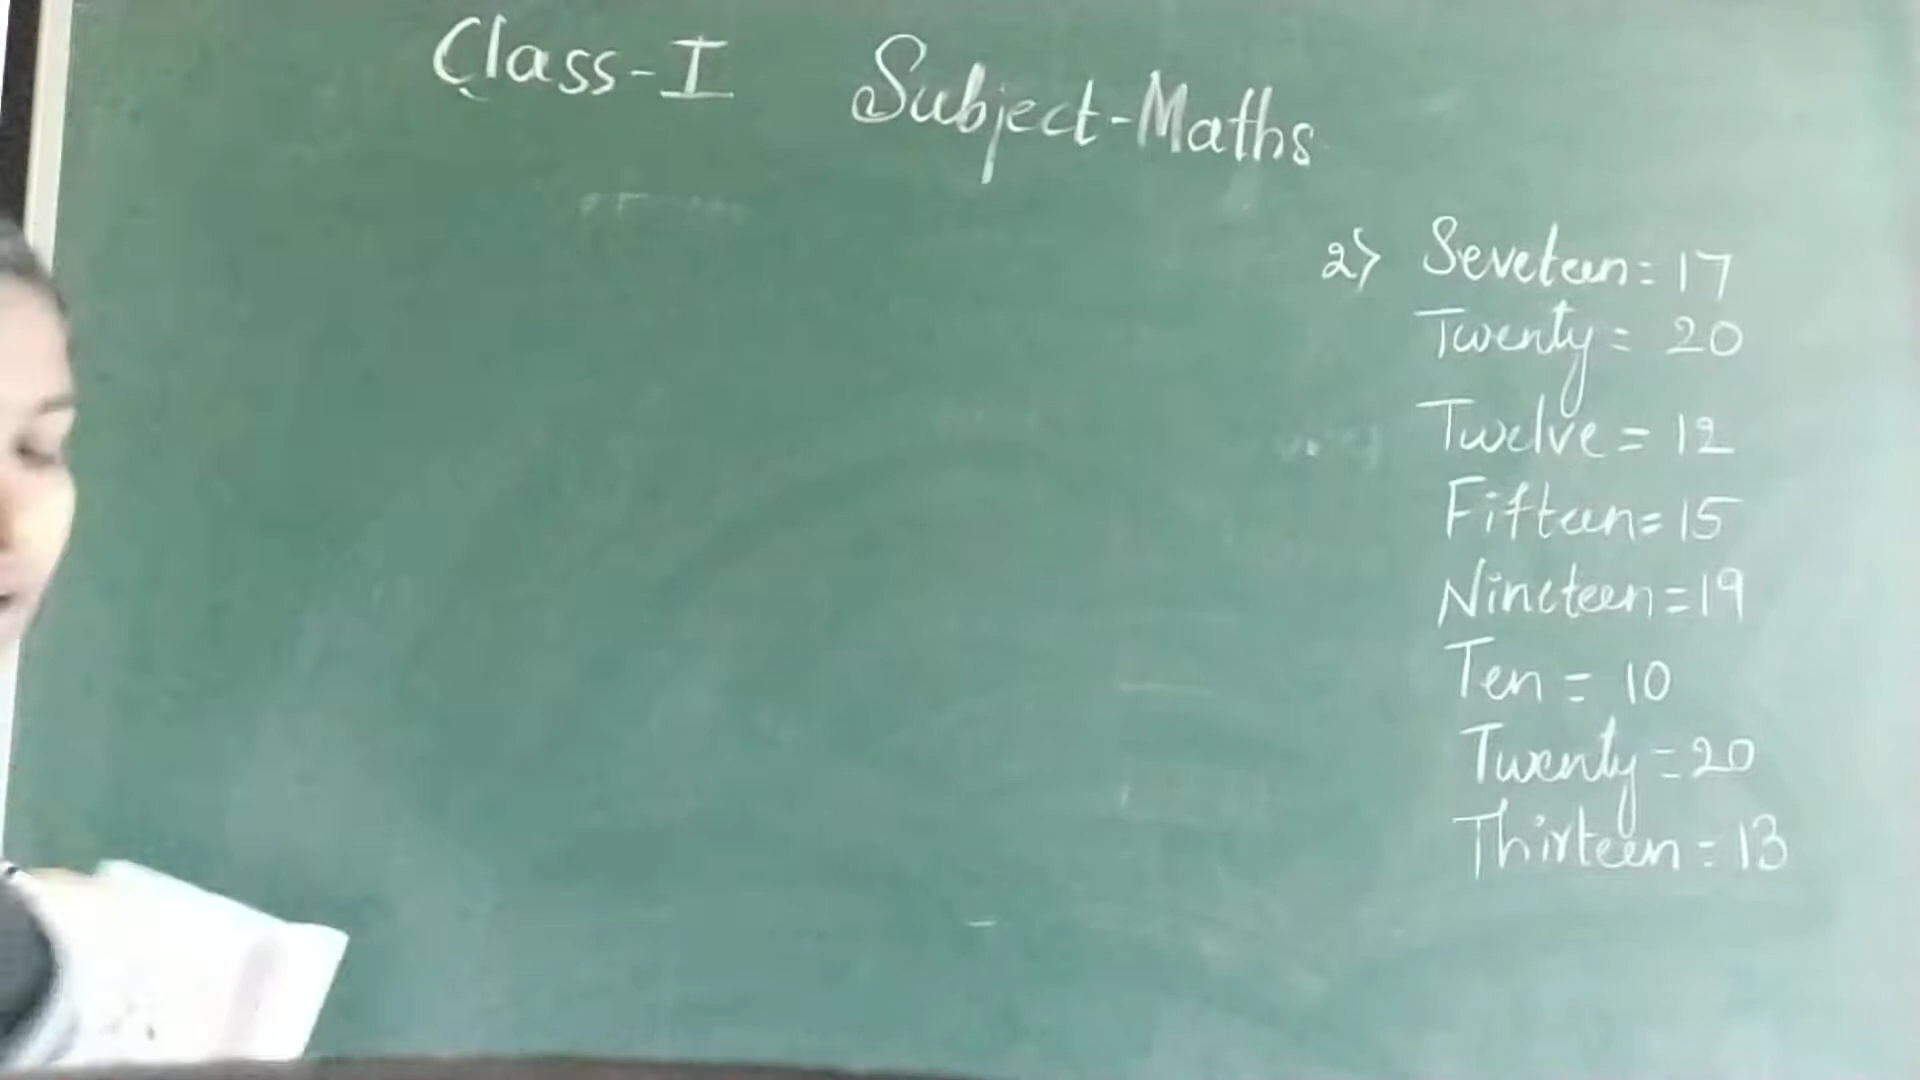 Class-I Subject-Maths
2) Seveteen = 17
Twenty = 20
Twelve = 12
Fifteen = 15
Nineteen = 19
Ten = 10
Twenty = 20
Thirteen = 13